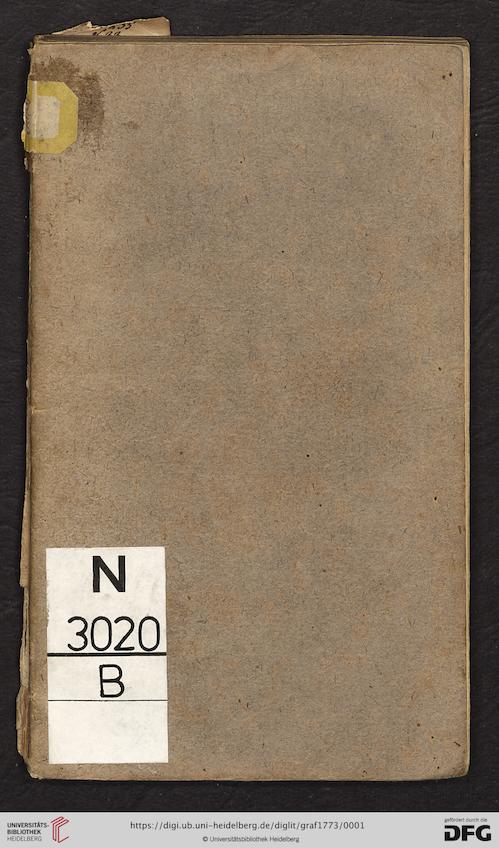 N
3020
B
UNIVERSITÄTS-
BIBLIOTHEK
HEIDELBERG
https://digi.ub.uni-heidelberg.de/diglit/graf1773/0001
© Universitätsbibliothek Heidelberg
gefördert durch die
DFG